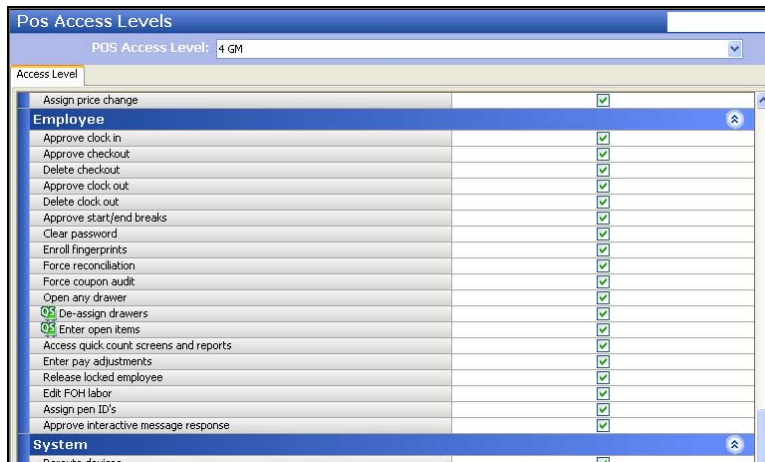 Pos Access Levels
POS Access Level: 4 GM
Access Level
Assign price change
Employee
Approve clock in
Approve checkout
Delete checkout
Approve clock out
Delete clock out
Approve start/end breaks
Clear password
Enroll fingerprints
Force reconciliation
Force coupon audit
Open any drawer
QS De-assign drawers
QS Enter open items
Access quick count screens and reports
Enter pay adjustments
Release locked employee
Edit FOH labor
Assign pen ID's
Approve interactive message response
System
Reroute devices